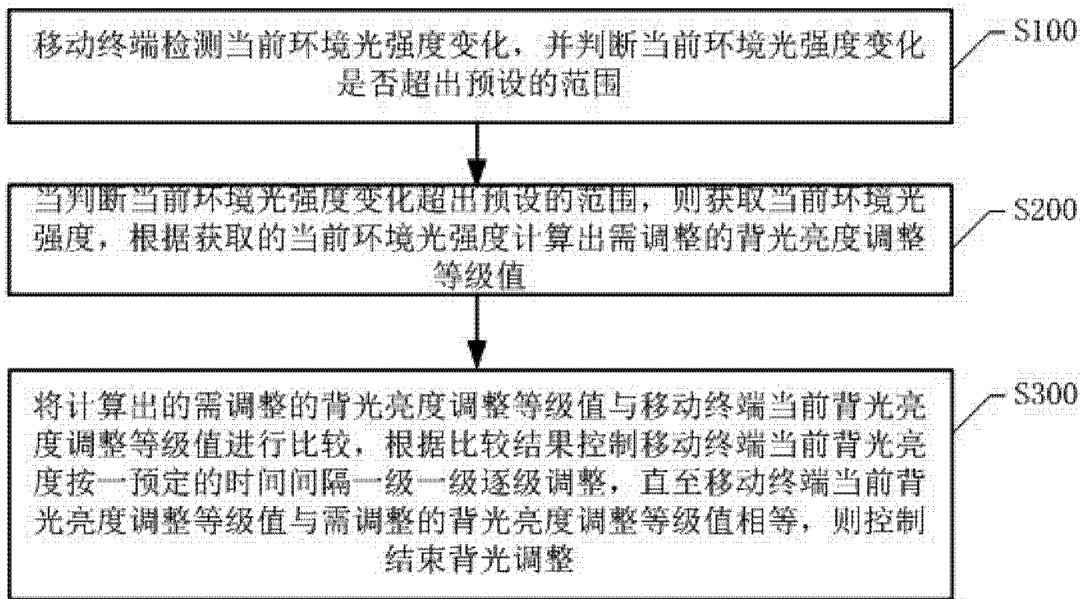 移动终端检测当前环境光强度变化，并判断当前环境光强度变化
是否超出预设的范围
S100
当判断当前环境光强度变化超出预设的范围，则获取当前环境光
强度，根据获取的当前环境光强度计算出需调整的背光亮度调整
等级值
S200
将计算出的需调整的背光亮度调整等级值与移动终端当前背光亮
度调整等级值进行比较，根据比较结果控制移动终端当前背光亮
度按一预定的时间间隔一级一级逐级调整，直至移动终端当前背
光亮度调整等级值与需调整的背光亮度调整等级值相等，则控制
结束背光调整
S300